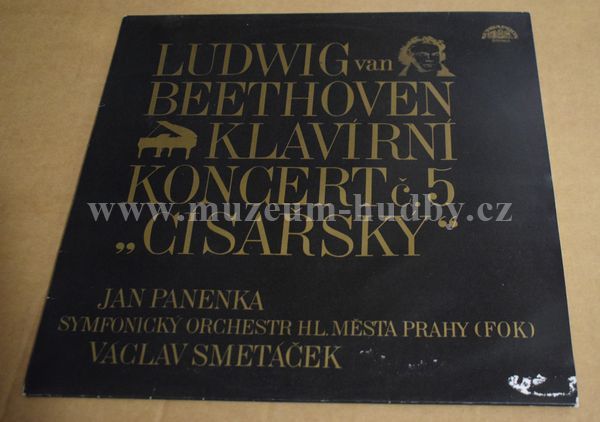 LUDWIG van
BEETHOVEN
KLAVÍRNÍ
KONCERT č. 5
„CÍSAŘSKÝ“
www.muzeum-hudby.cz
JAN PANENKA
SYMFONICKÝ ORCHESTR HL. MĚSTA PRAHY (FOK)
VÁCLAV SMETÁČEK